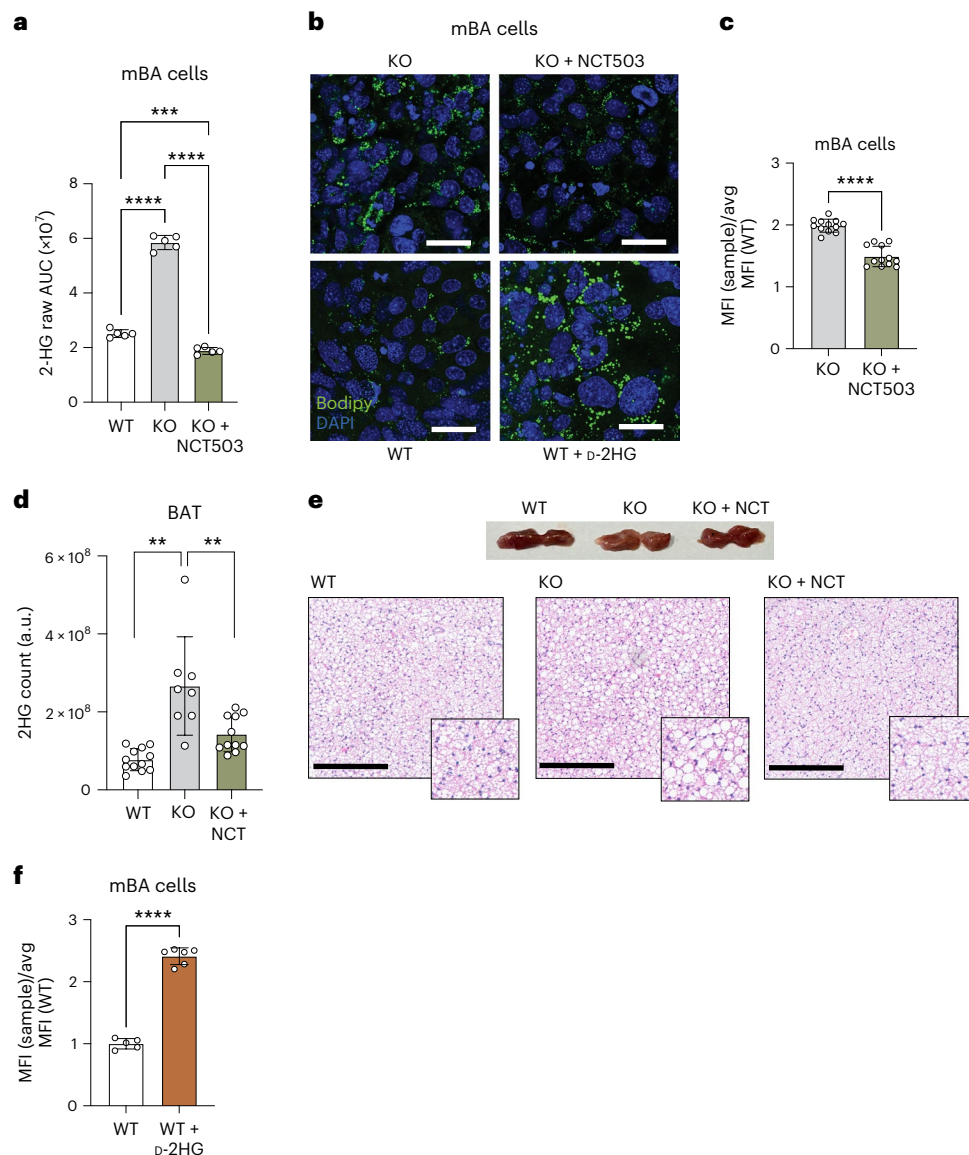 a
mBA cells
***
****
****
2-HG raw AUC (×10⁷)
8
6
4
2
0
WT
KO
KO +
NCT503
b
mBA cells
KO
KO + NCT503
Bodipy
DAPI
WT
WT + D-2HG
c
mBA cells
****
MFI (sample)/avg
MFI (WT)
3
2
1
0
KO
KO +
NCT503
d
BAT
**
**
2HG count (a.u.)
6 × 10⁸
4 × 10⁸
2 × 10⁸
0
WT
KO
KO +
NCT
e
WT
KO
KO + NCT
WT
KO
KO + NCT
f
mBA cells
****
MFI (sample)/avg
MFI (WT)
3
2
1
0
WT
WT +
D-2HG